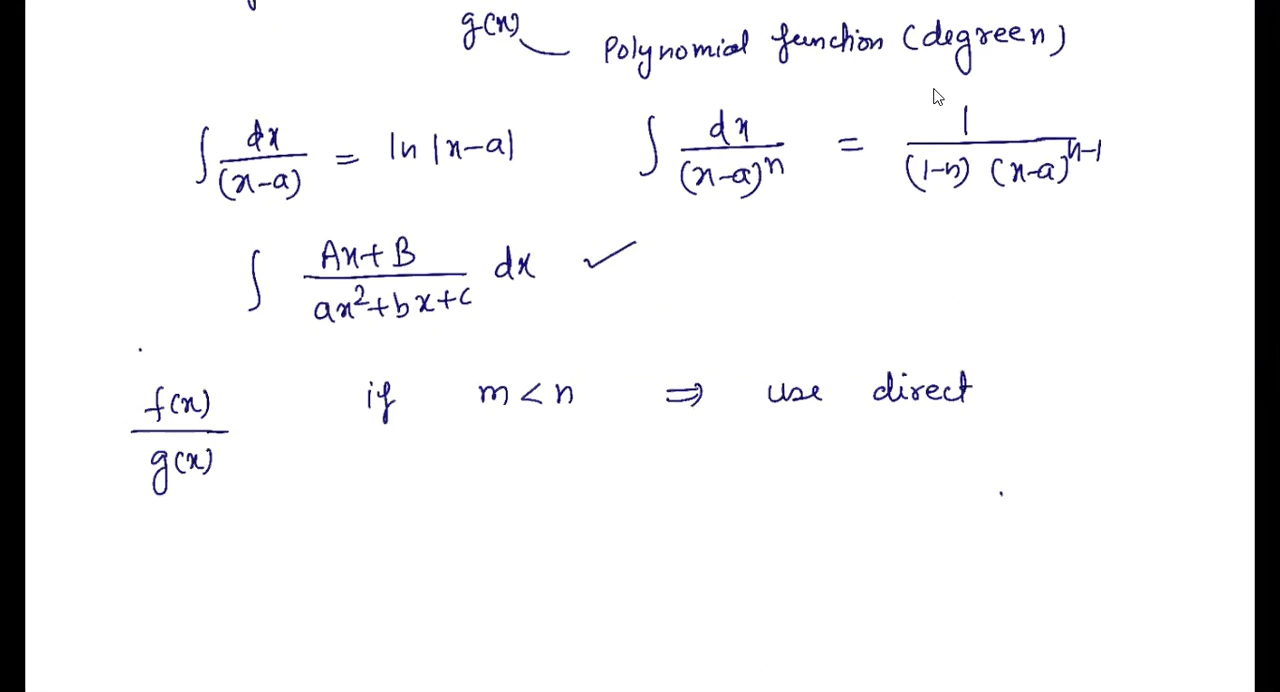 g(x) Polynomial function (degree n)
∫ dx/(x-a) = ln |x-a| ∫ dx/(x-a)^n = 1/((1-n) (x-a)^(n-1))
∫ (Ax+B)/(ax²+bx+c) dx ✓
f(x)/g(x) if m<n ⇒ use direct